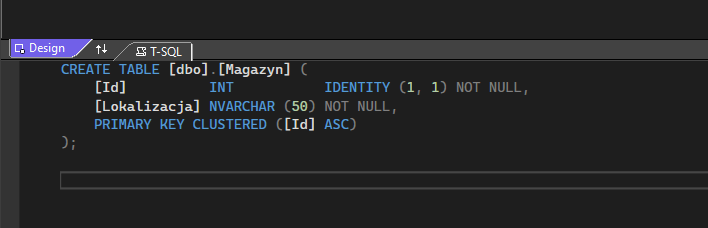 Design
T-SQL
CREATE TABLE [dbo].[Magazyn] (
    [Id]          INT           IDENTITY (1, 1) NOT NULL,
    [Lokalizacja] NVARCHAR (50) NOT NULL,
    PRIMARY KEY CLUSTERED ([Id] ASC)
);